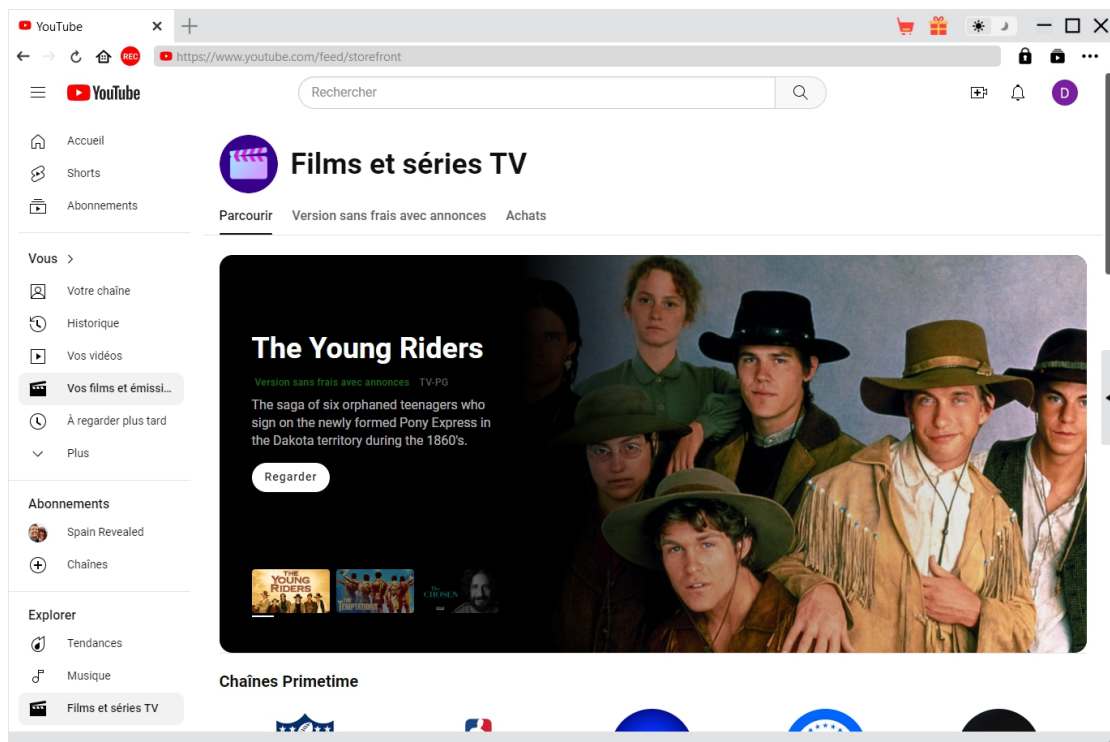 YouTube
REC
https://www.youtube.com/feed/storefront
YouTube
Rechercher
D
Accueil
Shorts
Abonnements
Vous
Votre chaîne
Historique
Vos vidéos
Vos films et émissi...
À regarder plus tard
Plus
Abonnements
Spain Revealed
Chaînes
Explorer
Tendances
Musique
Films et séries TV
Films et séries TV
Parcourir Version sans frais avec annonces Achats
The Young Riders
Version sans frais avec annonces TV-PG
The saga of six orphaned teenagers who
sign on the newly formed Pony Express in
the Dakota territory during the 1860's.
Regarder
THE
YOUNG
RIDERS
THE
TEMPTATIONS
The
CHOSEN
Chaînes Primetime